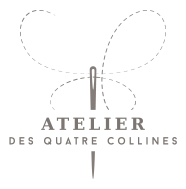 ATELIER
DES QUATRE COLLINES